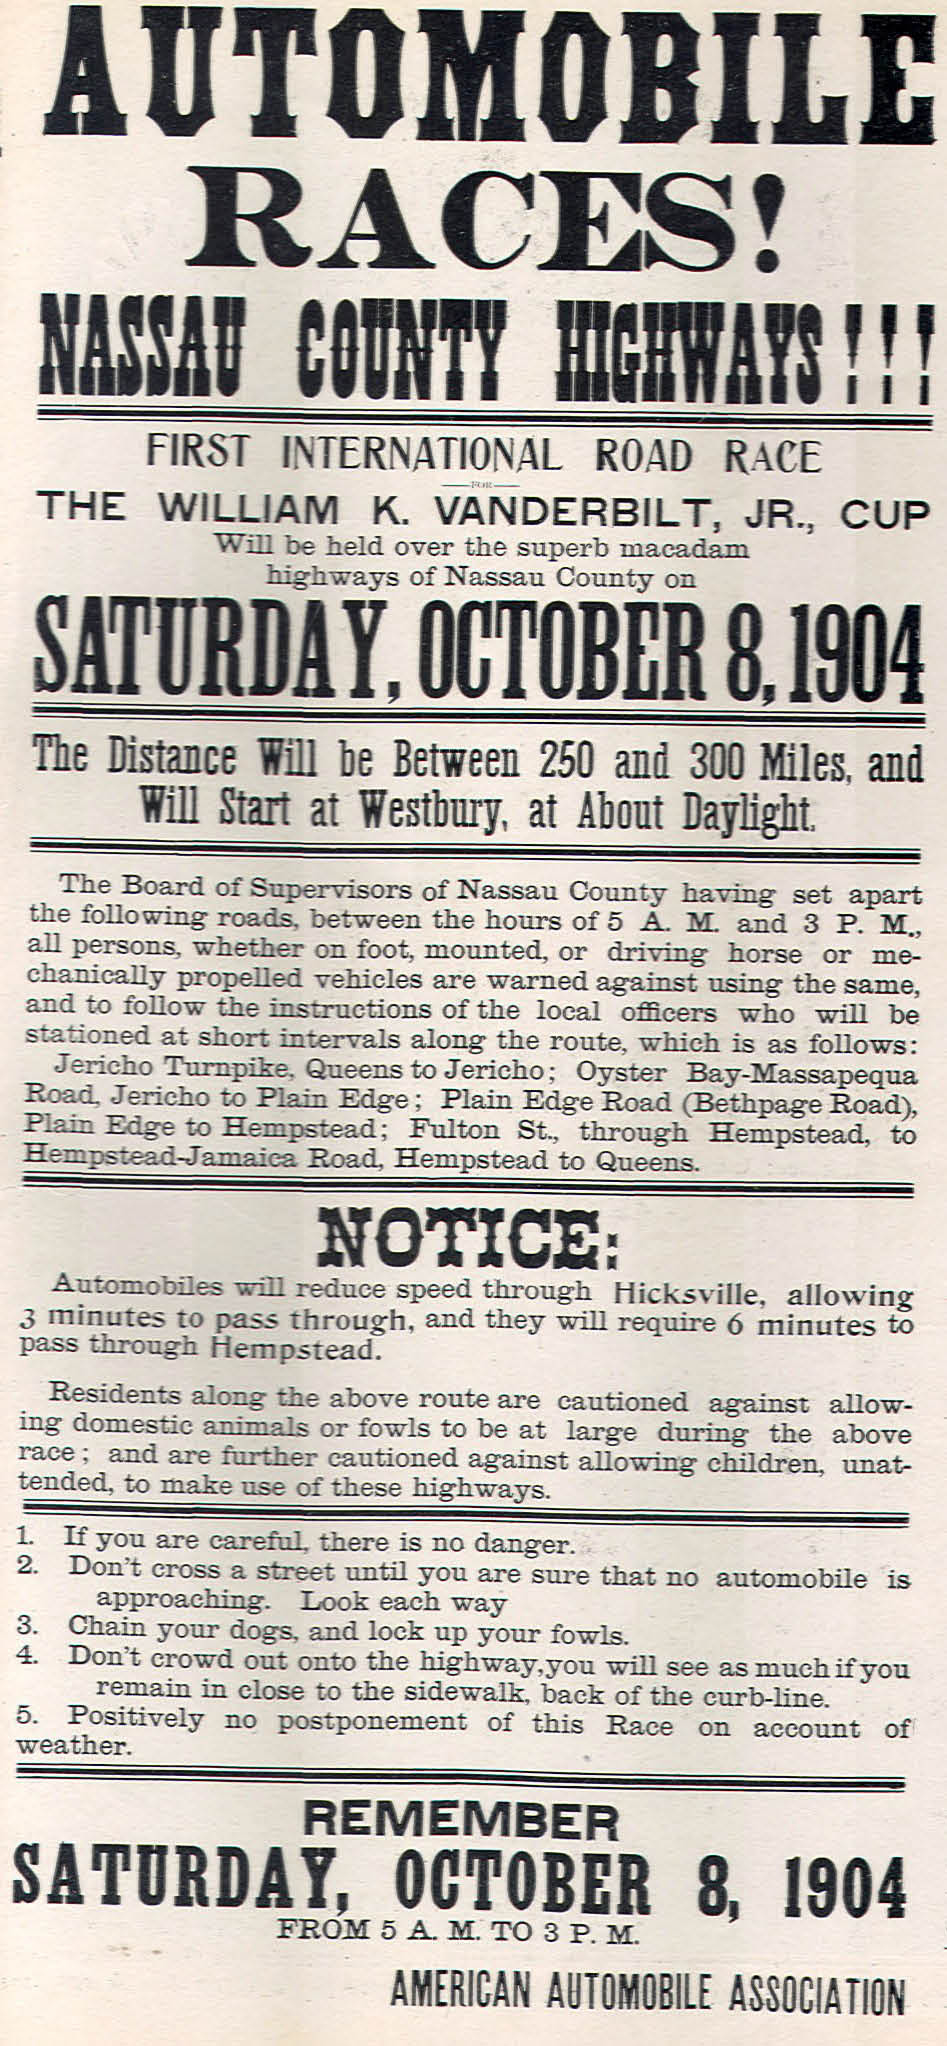 AUTOMOBILE
RACES!
NASSAU COUNTY HIGHWAYS!!!
FIRST INTERNATIONAL ROAD RACE
FOR
THE WILLIAM K. VANDERBILT, JR., CUP
Will be held over the superb macadam
highways of Nassau County on
SATURDAY, OCTOBER 8, 1904
The Distance Will be Between 250 and 300 Miles, and
Will Start at Westbury, at About Daylight.
The Board of Supervisors of Nassau County having set apart
the following roads, between the hours of 5 A. M. and 3 P. M.,
all persons, whether on foot, mounted, or driving horse or me-
chanically propelled vehicles are warned against using the same,
and to follow the instructions of the local officers who will be
stationed at short intervals along the route, which is as follows:
Jericho Turnpike, Queens to Jericho; Oyster Bay-Massapequa
Road, Jericho to Plain Edge; Plain Edge Road (Bethpage Road),
Plain Edge to Hempstead; Fulton St., through Hempstead, to
Hempstead-Jamaica Road, Hempstead to Queens.
NOTICE:
Automobiles will reduce speed through Hicksville, allowing
3 minutes to pass through, and they will require 6 minutes to
pass through Hempstead.
Residents along the above route are cautioned against allow-
ing domestic animals or fowls to be at large during the above
race; and are further cautioned against allowing children, unat-
tended, to make use of these highways.
1. If you are careful, there is no danger.
2. Don't cross a street until you are sure that no automobile is
approaching. Look each way
3. Chain your dogs, and lock up your fowls.
4. Don't crowd out onto the highway, you will see as much if you
remain in close to the sidewalk, back of the curb-line.
5. Positively no postponement of this Race on account of
weather.
REMEMBER
SATURDAY, OCTOBER 8, 1904
FROM 5 A. M. TO 3 P. M.
AMERICAN AUTOMOBILE ASSOCIATION